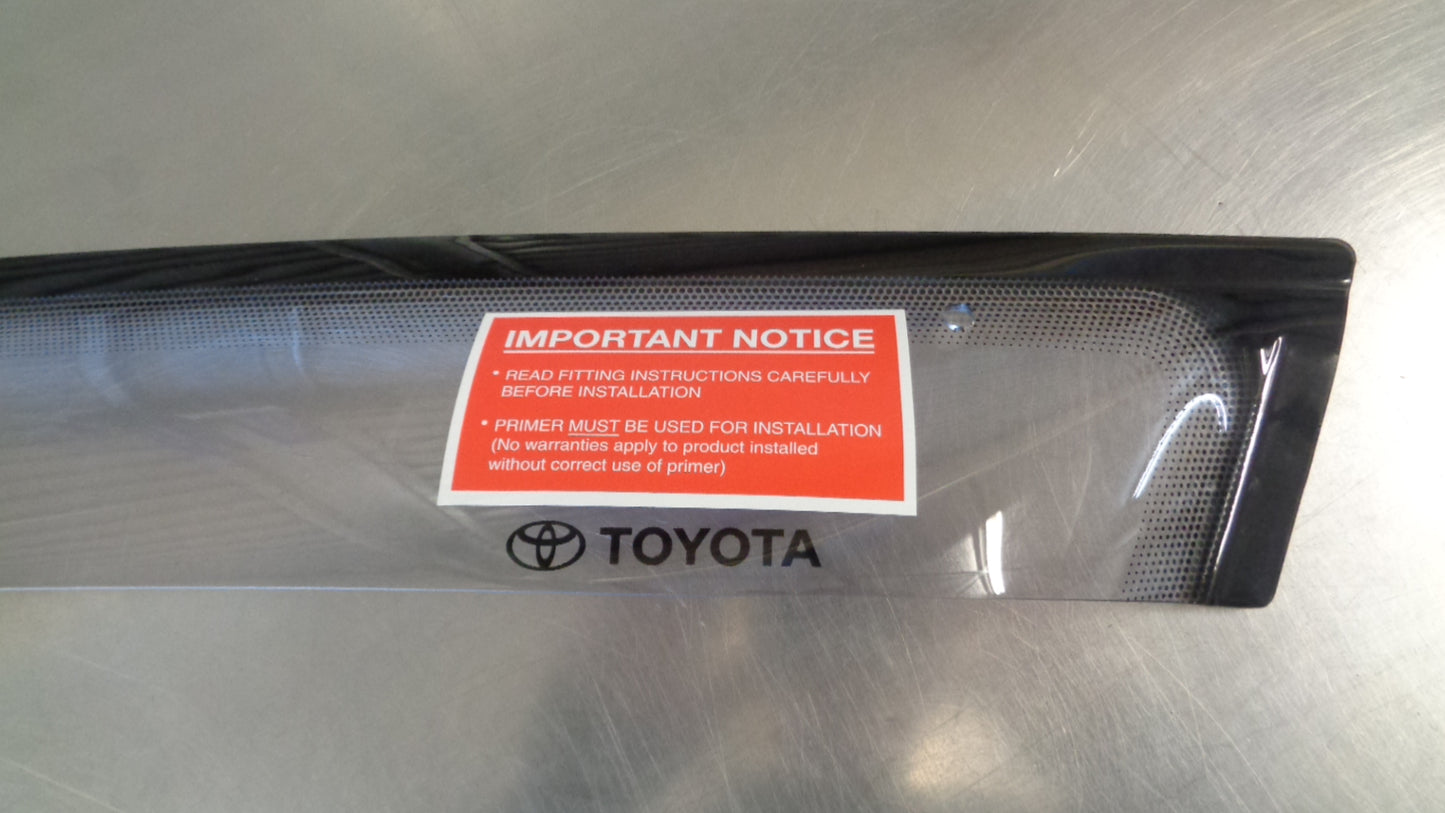 IMPORTANT NOTICE
• READ FITTING INSTRUCTIONS CAREFULLY
BEFORE INSTALLATION
• PRIMER MUST BE USED FOR INSTALLATION
(No warranties apply to product installed
without correct use of primer)
TOYOTA